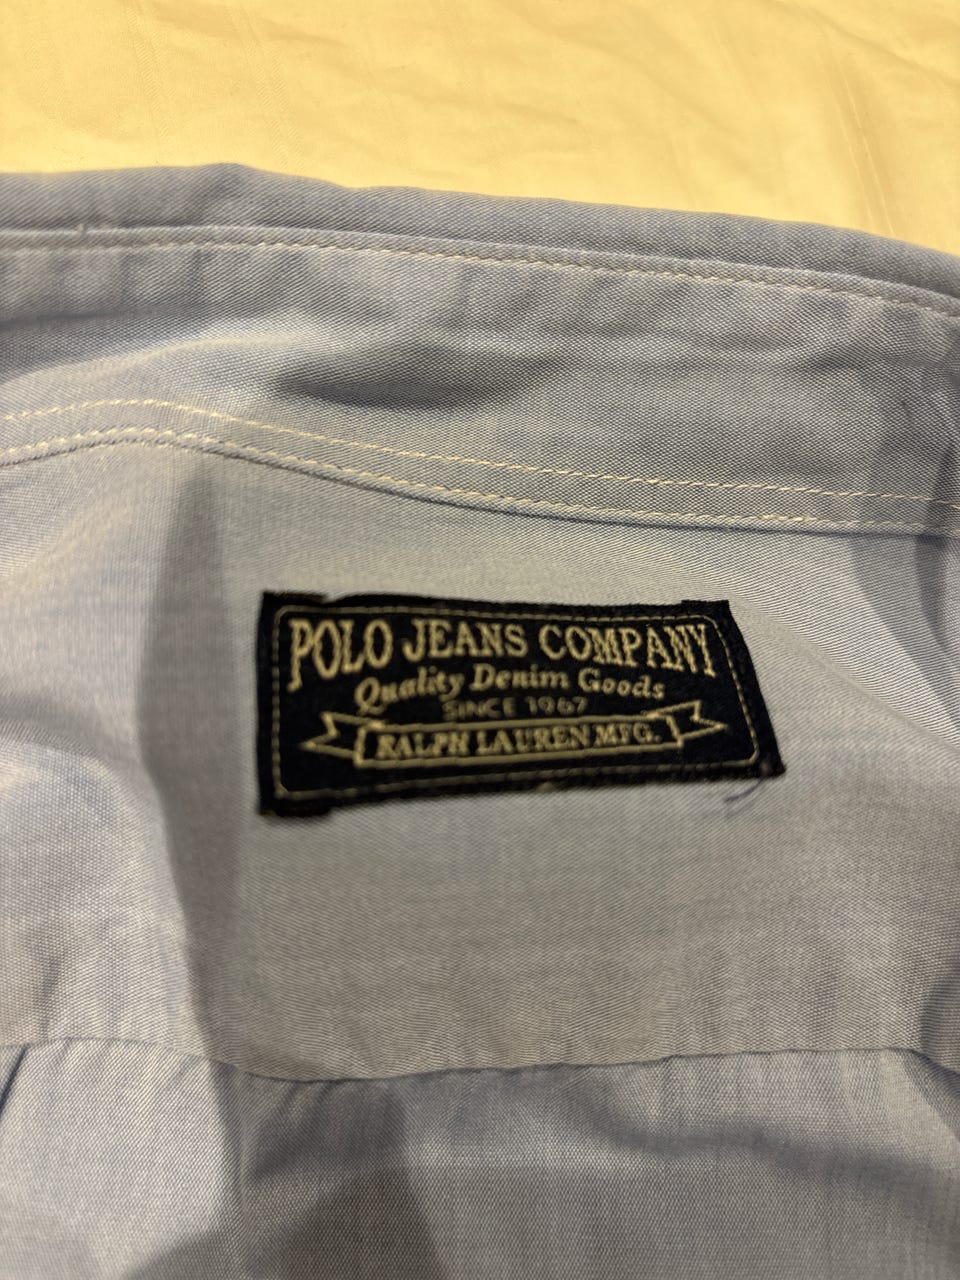 POLO JEANS COMPANY
Quality Denim Goods
SINCE 1967
RALPH LAUREN MFG.